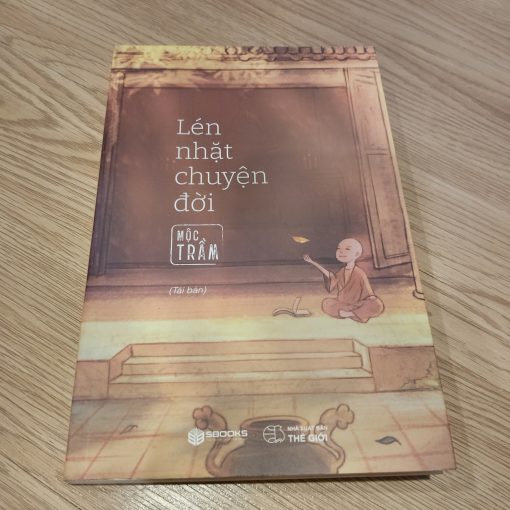 Lén
nhặt
chuyện
đời
MỘC
TRẦM
(Tái bản)
SBOOKS
NHÀ XUẤT BẢN
THẾ GIỚI